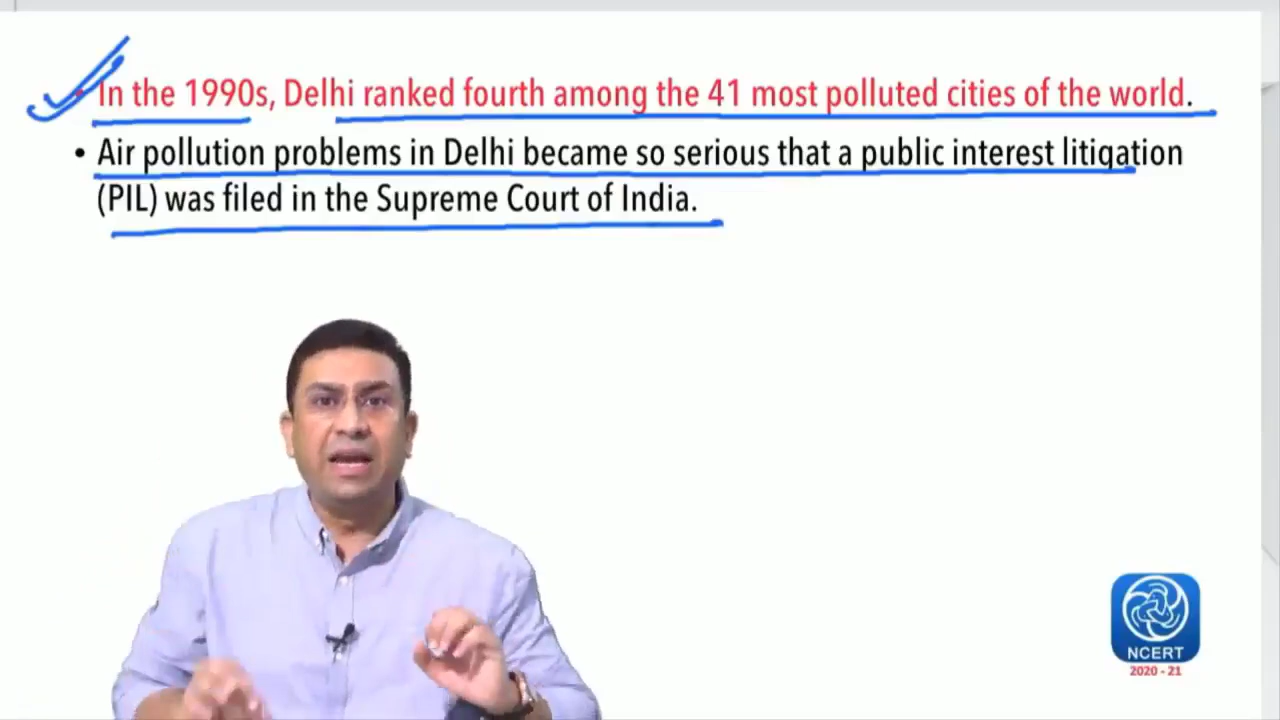 • In the 1990s, Delhi ranked fourth among the 41 most polluted cities of the world.
• Air pollution problems in Delhi became so serious that a public interest litigation
(PIL) was filed in the Supreme Court of India.
NCERT
2020 - 21